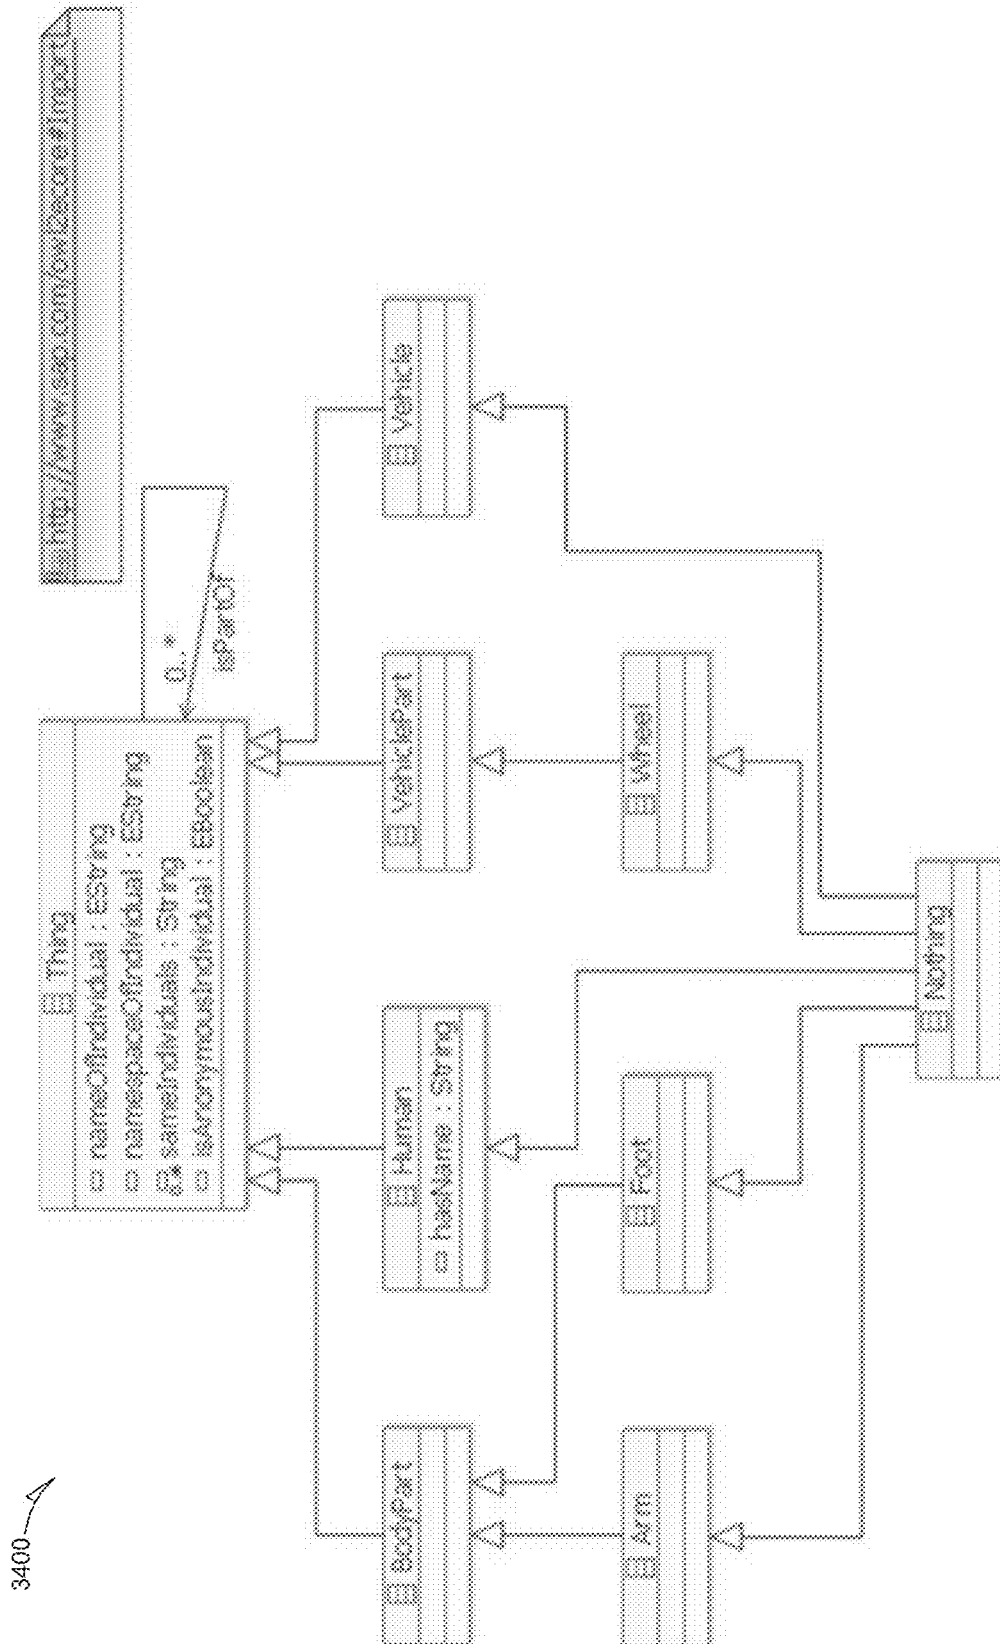 3400
http://www.sap.com/owl2ecore#Import
Thing
nameOfIndividual : EString
namespaceOfIndividual : EString
sameIndividuals : String
isAnonymousIndividual : EBoolean
0..*
isPartOf
BodyPart
Human
hasName : String
VehiclePart
Vehicle
Arm
Foot
Wheel
Nothing